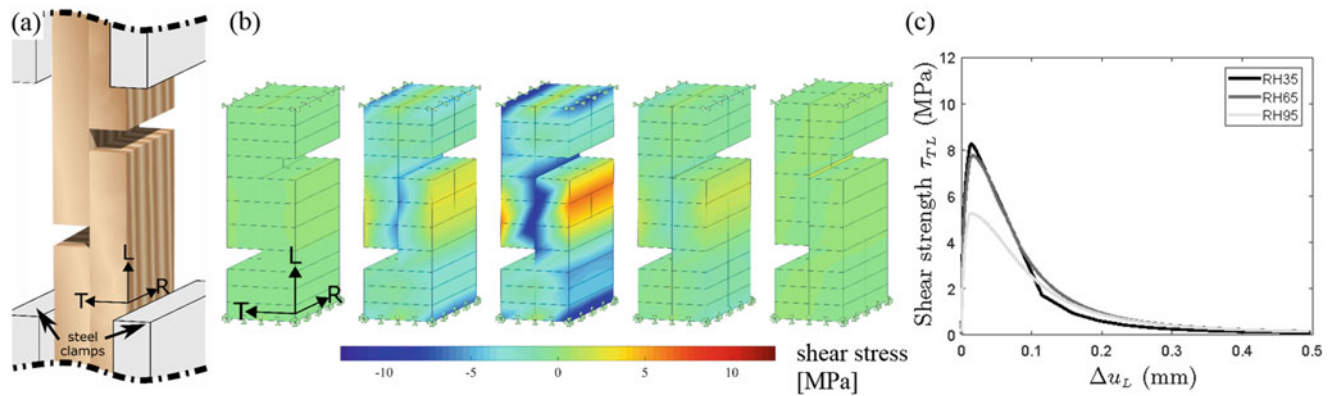 (a)
L
T
R
steel
clamps
(b)
L
T
R
-10
-5
0
5
10
shear stress
[MPa]
(c)
Shear strength τTL (MPa)
12
10
8
6
4
2
0
RH35
RH65
RH95
0
0.1
0.2
0.3
0.4
0.5
ΔuL (mm)